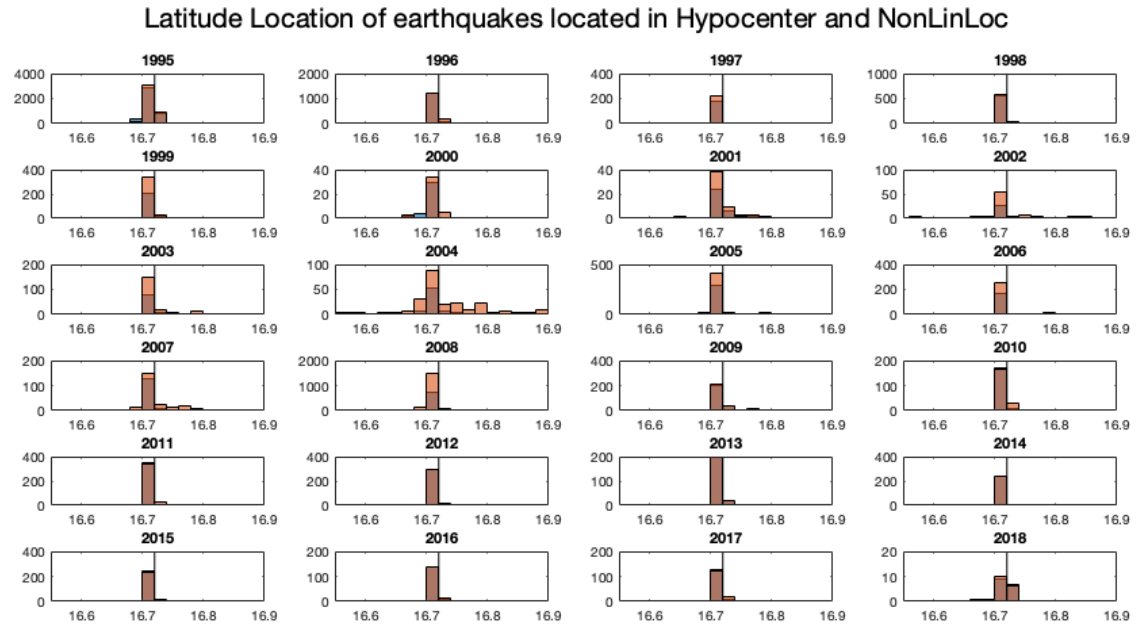 Latitude Location of earthquakes located in Hypocenter and NonLinLoc
1995 1996 1997 1998
4000 2000 400 1000
2000 1000 200 500
0 0 0 0
16.6 16.7 16.8 16.9 16.6 16.7 16.8 16.9 16.6 16.7 16.8 16.9 16.6 16.7 16.8 16.9
1999 2000 2001 2002
400 40 40 100
200 20 20 50
0 0 0 0
16.6 16.7 16.8 16.9 16.6 16.7 16.8 16.9 16.6 16.7 16.8 16.9 16.6 16.7 16.8 16.9
2003 2004 2005 2006
200 100 500 400
100 50 200
0 0 0 0
16.6 16.7 16.8 16.9 16.6 16.7 16.8 16.9 16.6 16.7 16.8 16.9 16.6 16.7 16.8 16.9
2007 2008 2009 2010
200 2000 400 200
100 1000 200 100
0 0 0 0
16.6 16.7 16.8 16.9 16.6 16.7 16.8 16.9 16.6 16.7 16.8 16.9 16.6 16.7 16.8 16.9
2011 2012 2013 2014
400 400 200 40
200 200 100 20
0 0 0 0
16.6 16.7 16.8 16.9 16.6 16.7 16.8 16.9 16.6 16.7 16.8 16.9 16.6 16.7 16.8 16.9
2015 2016 2017 2018
400 200 200 20
200 100 100 10
0 0 0 0
16.6 16.7 16.8 16.9 16.6 16.7 16.8 16.9 16.6 16.7 16.8 16.9 16.6 16.7 16.8 16.9